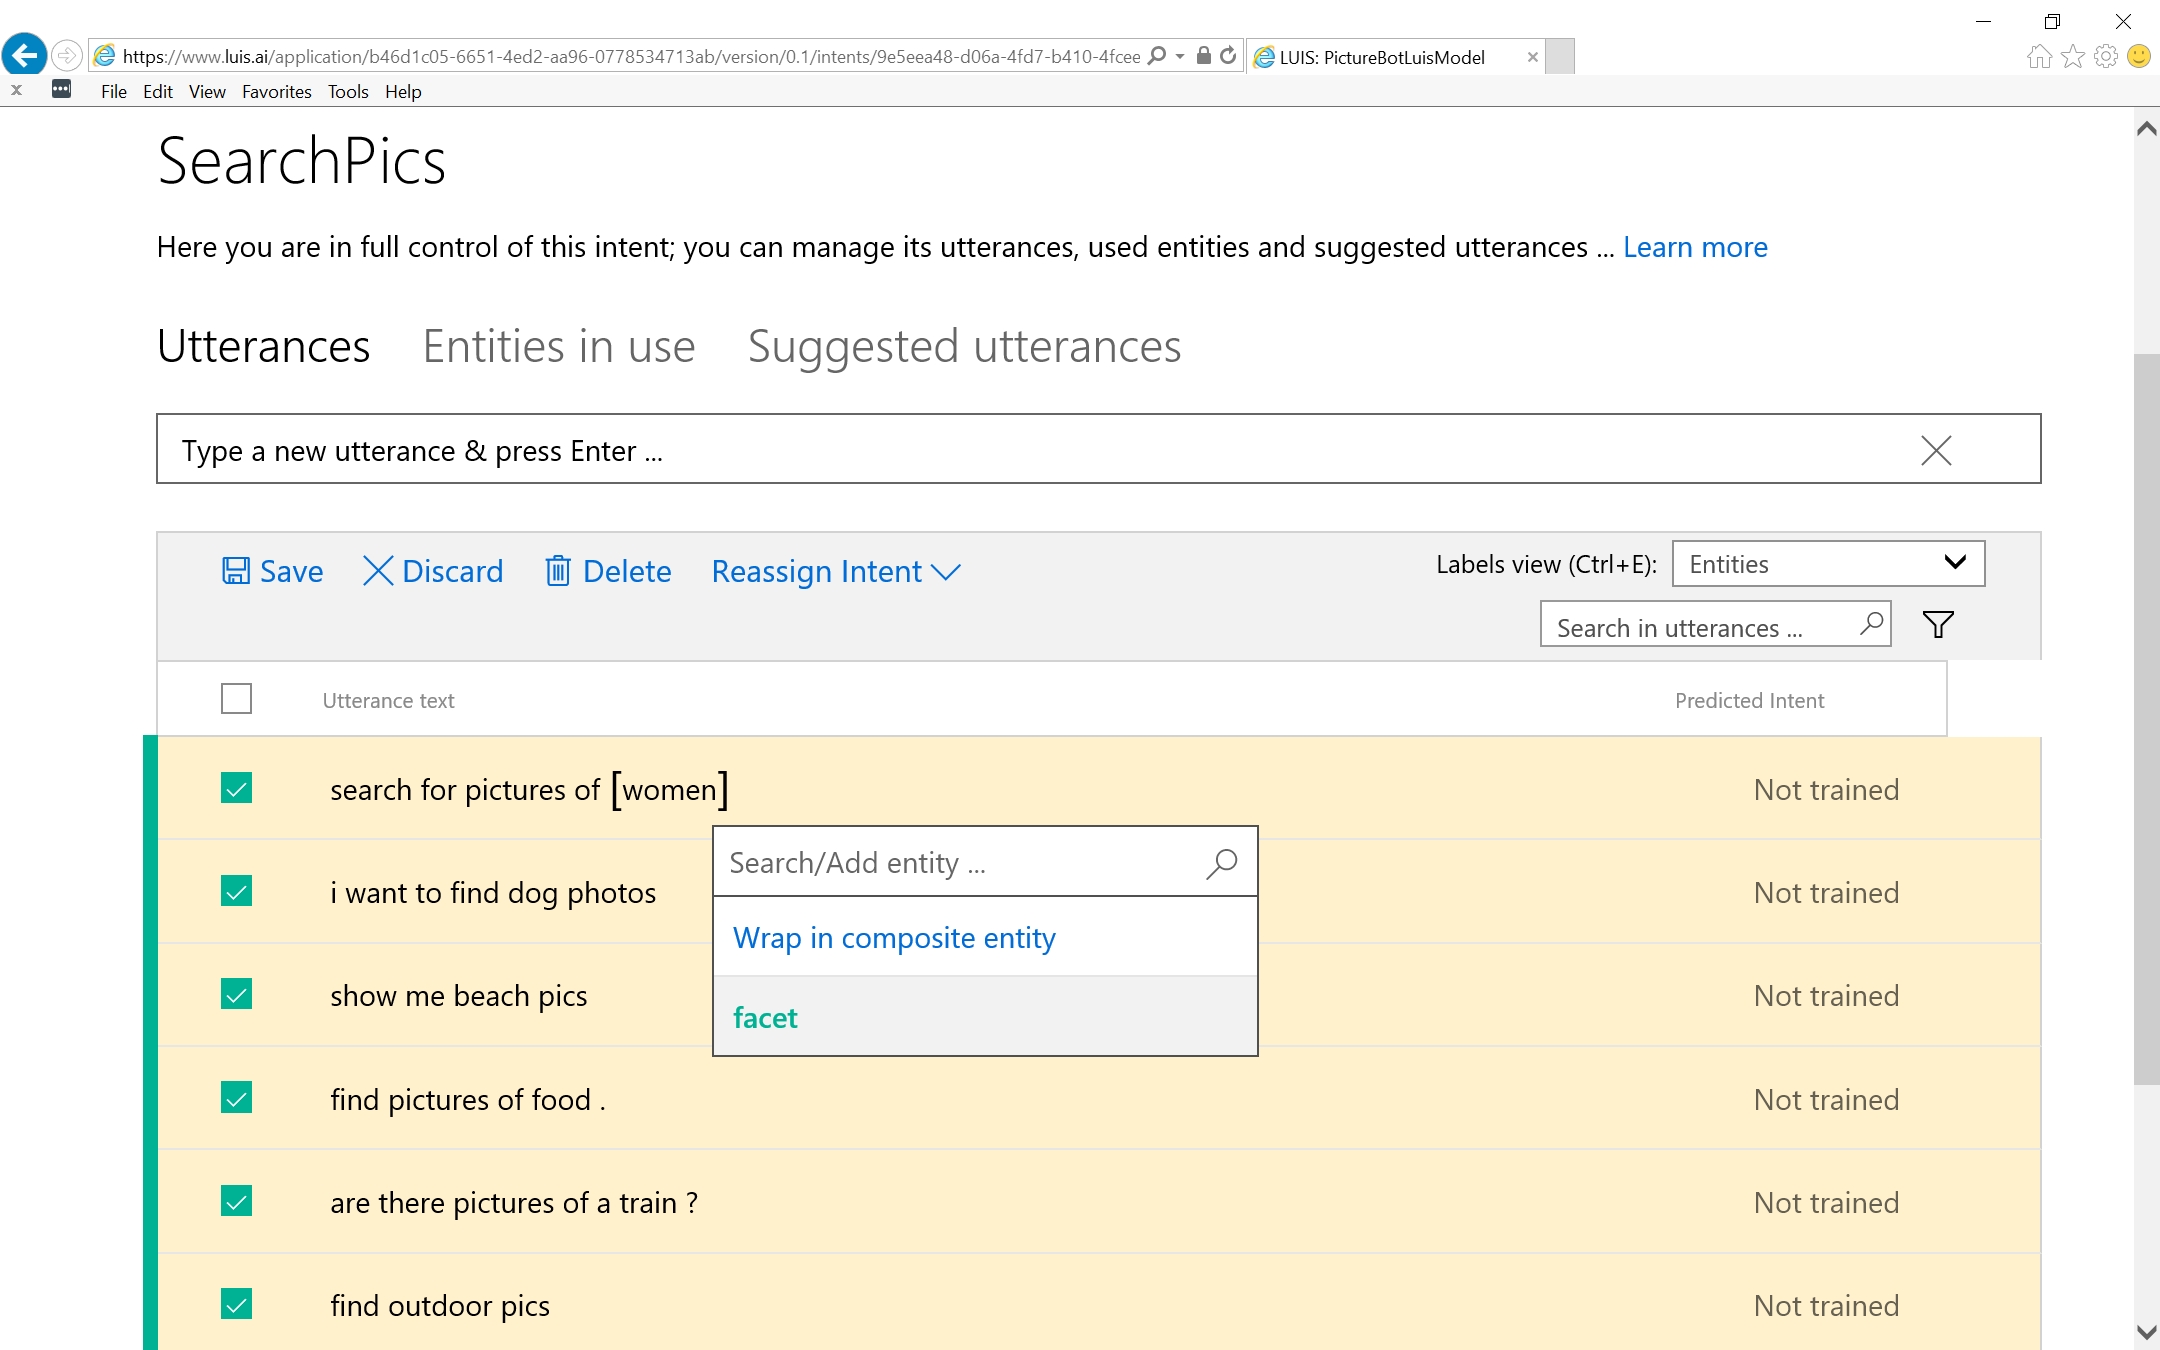 https://www.luis.ai/application/b46d1c05-6651-4ed2-aa96-0778534713ab/version/0.1/intents/9e5eea48-d06a-4fd7-b410-4fcee
LUIS: PictureBotLuisModel
x File Edit View Favorites Tools Help
SearchPics
Here you are in full control of this intent; you can manage its utterances, used entities and suggested utterances ... Learn more
Utterances Entities in use Suggested utterances
Type a new utterance & press Enter ...
Save Discard Delete Reassign Intent
Labels view (Ctrl+E): Entities
Search in utterances ...
Utterance text Predicted Intent
search for pictures of [women] Not trained
Search/Add entity ...
i want to find dog photos Not trained
Wrap in composite entity
show me beach pics Not trained
facet
find pictures of food . Not trained
are there pictures of a train ? Not trained
find outdoor pics Not trained